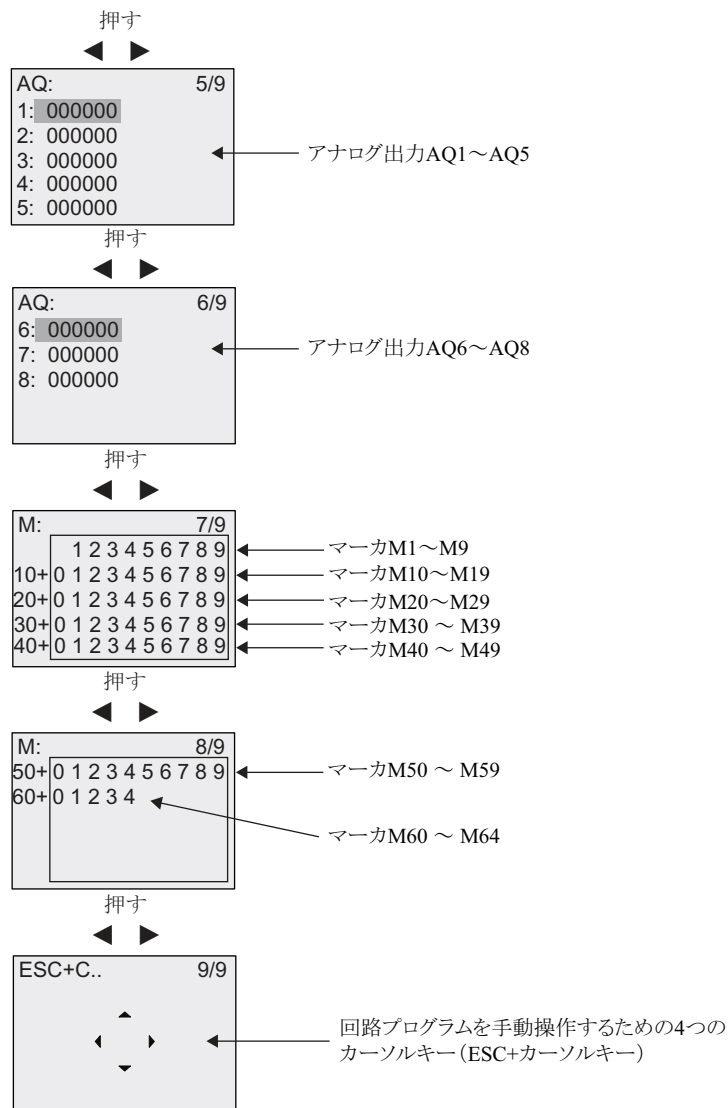 押す
◀ ▶
AQ: 5/9
1: 000000
2: 000000
3: 000000
4: 000000
5: 000000
アナログ出力AQ1～AQ5
押す
◀ ▶
AQ: 6/9
6: 000000
7: 000000
8: 000000
アナログ出力AQ6～AQ8
押す
◀ ▶
M: 7/9
1 2 3 4 5 6 7 8 9 マーカM1～M9
10+ 0 1 2 3 4 5 6 7 8 9 マーカM10～M19
20+ 0 1 2 3 4 5 6 7 8 9 マーカM20～M29
30+ 0 1 2 3 4 5 6 7 8 9 マーカM30 ～ M39
40+ 0 1 2 3 4 5 6 7 8 9 マーカM40 ～ M49
押す
◀ ▶
M: 8/9
50+ 0 1 2 3 4 5 6 7 8 9 マーカM50 ～ M59
60+ 0 1 2 3 4
マーカM60 ～ M64
押す
◀ ▶
ESC+C.. 9/9
回路プログラムを手動操作するための4つの
カーソルキー（ESC+カーソルキー）